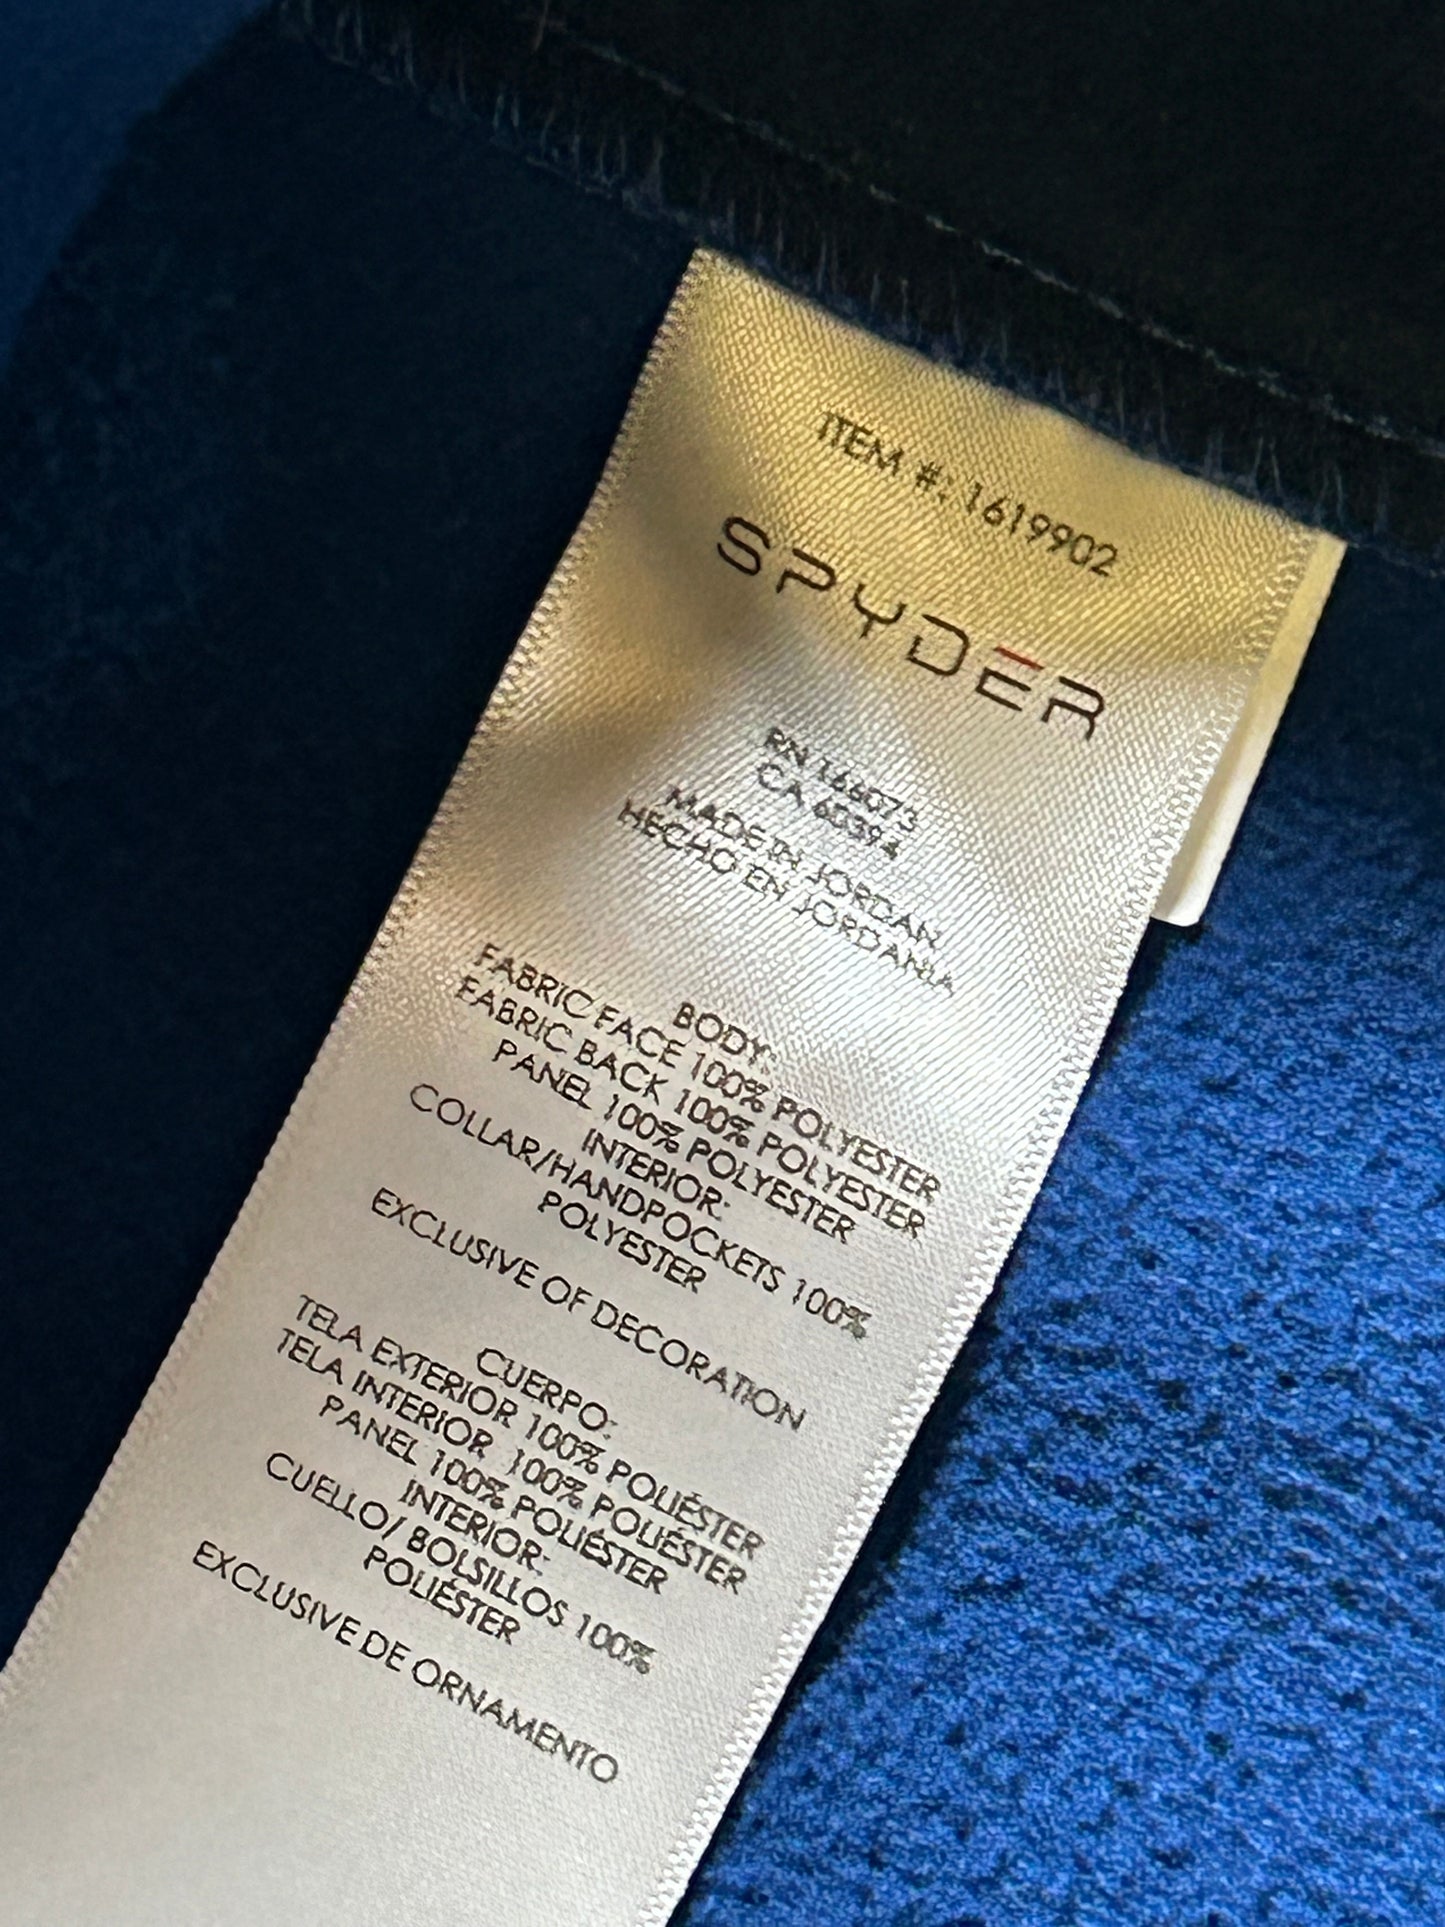 ITEM #: 1619902
SPYDER
RN 166073
CA 60394
MADE IN JORDAN
HECHO EN JORDANIA
BODY:
FABRIC FACE 100% POLYESTER
FABRIC BACK 100% POLYESTER
PANEL 100% POLYESTER
INTERIOR:
COLLAR/HANDPOCKETS 100%
POLYESTER
EXCLUSIVE OF DECORATION
CUERPO:
TELA EXTERIOR 100% POLIÉSTER
TELA INTERIOR 100% POLIÉSTER
PANEL 100% POLIÉSTER
INTERIOR:
CUELLO/ BOLSILLOS 100%
POLIÉSTER
EXCLUSIVE DE ORNAMENTO